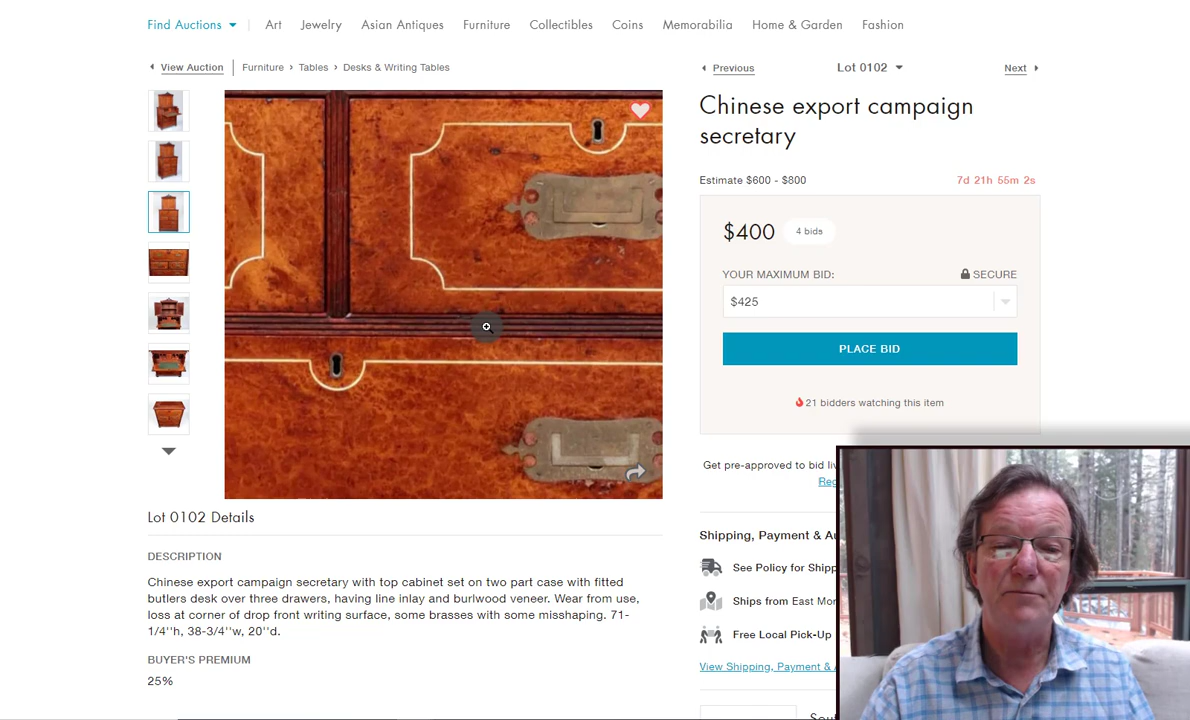 Find Auctions
Art
Jewelry
Asian Antiques
Furniture
Collectibles
Coins
Memorabilia
Home & Garden
Fashion
View Auction
Furniture › Tables › Desks & Writing Tables
Previous
Lot 0102
Next
Chinese export campaign
secretary
Estimate $600 - $800
7d 21h 55m 2s
$400
4 bids
YOUR MAXIMUM BID:
SECURE
$425
PLACE BID
21 bidders watching this item
Get pre-approved to bid
Reg
Shipping, Payment &
See Policy for Shipp
Ships from East Mor
Free Local Pick-Up
View Shipping, Payment &
Lot 0102 Details
DESCRIPTION
Chinese export campaign secretary with top cabinet set on two part case with fitted
butlers desk over three drawers, having line inlay and burlwood veneer. Wear from use,
loss at corner of drop front writing surface, some brasses with some misshaping. 71-
1/4''h, 38-3/4''w, 20''d.
BUYER'S PREMIUM
25%